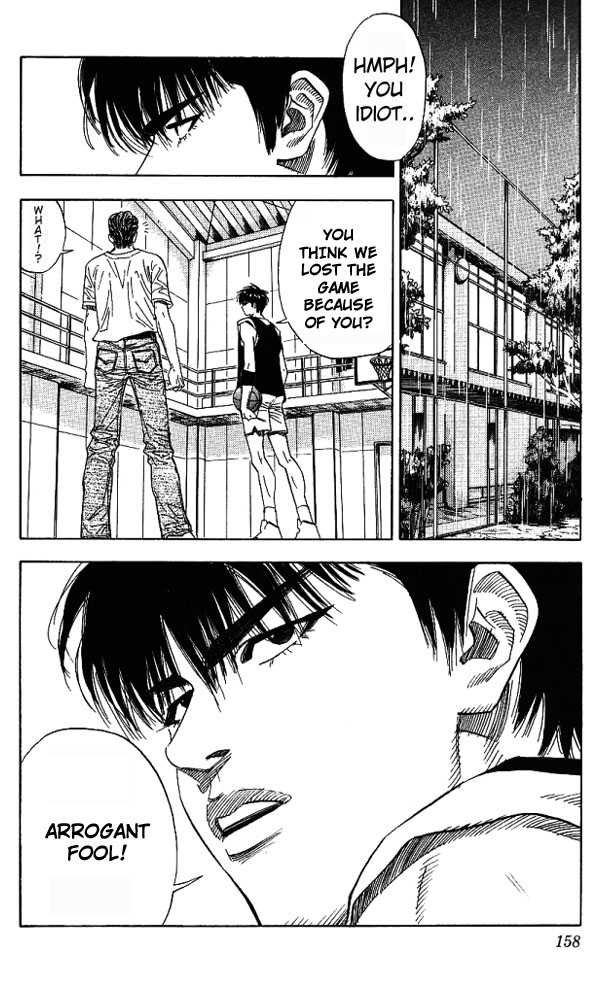 HMPH!
YOU
IDIOT..
YOU
THINK WE
LOST THE
GAME
BECAUSE
OF YOU?
WHAT!?
ARROGANT
FOOL!
158